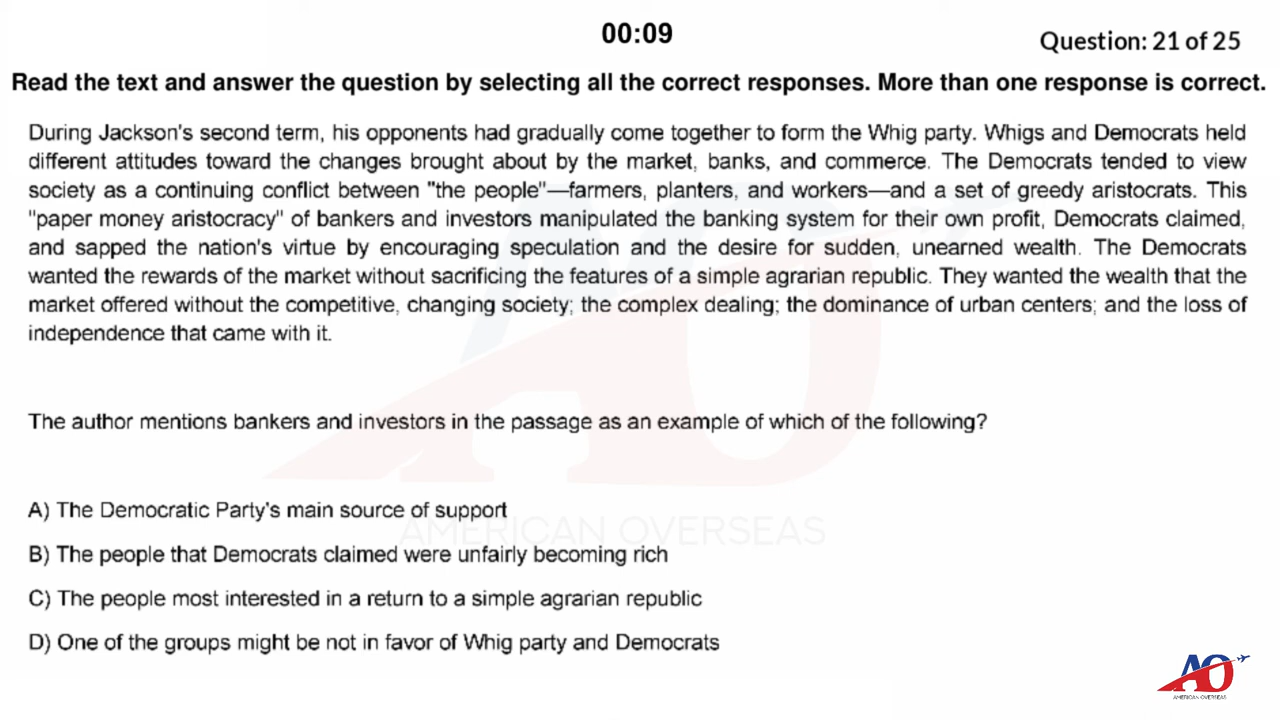 00:09
Question: 21 of 25
Read the text and answer the question by selecting all the correct responses. More than one response is correct.
During Jackson's second term, his opponents had gradually come together to form the Whig party. Whigs and Democrats held
different attitudes toward the changes brought about by the market, banks, and commerce. The Democrats tended to view
society as a continuing conflict between "the people"—farmers, planters, and workers—and a set of greedy aristocrats. This
"paper money aristocracy" of bankers and investors manipulated the banking system for their own profit, Democrats claimed,
and sapped the nation's virtue by encouraging speculation and the desire for sudden, unearned wealth. The Democrats
wanted the rewards of the market without sacrificing the features of a simple agrarian republic. They wanted the wealth that the
market offered without the competitive, changing society; the complex dealing; the dominance of urban centers; and the loss of
independence that came with it.
The author mentions bankers and investors in the passage as an example of which of the following?
A) The Democratic Party's main source of support
AMERICAN OVERSEAS
B) The people that Democrats claimed were unfairly becoming rich
C) The people most interested in a return to a simple agrarian republic
D) One of the groups might be not in favor of Whig party and Democrats
AO
AMERICAN OVERSEAS